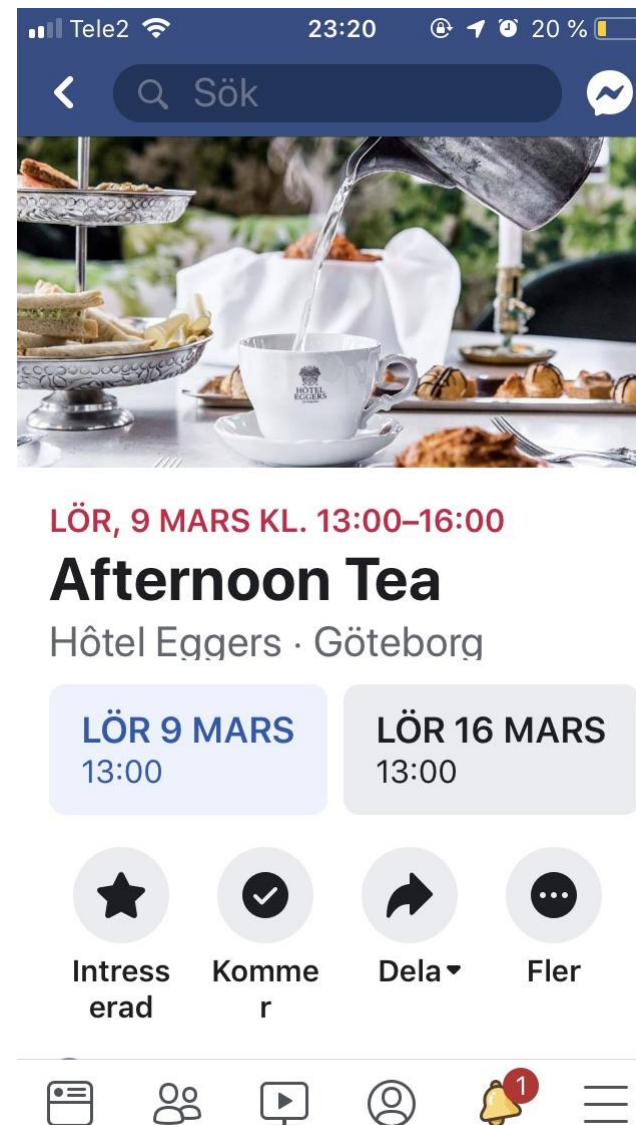 Tele2 23:20 20 %
Sök
HÔTEL
EGGERS
LÖR, 9 MARS KL. 13:00–16:00
Afternoon Tea
Hôtel Eggers · Göteborg
LÖR 9 MARS
13:00
LÖR 16 MARS
13:00
Intress
erad
Komme
r
Dela
Fler
1